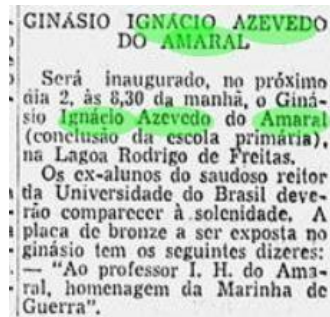 GINÁSIO IGNÁCIO AZEVEDO
DO AMARAL
Será inaugurado, no próximo
dia 2, às 8,30 da manhã, o Giná-
sio Ignácio Azevedo do Amaral
(conclusão da escola primária),
na Lagoa Rodrigo de Freitas.
Os ex-alunos do saudoso reitor
da Universidade do Brasil deve-
rão comparecer à solenidade. A
placa de bronze a ser exposta no
ginásio tem os seguintes dizeres:
— "Ao professor I. H. do Ama-
ral, homenagem da Marinha de
Guerra".